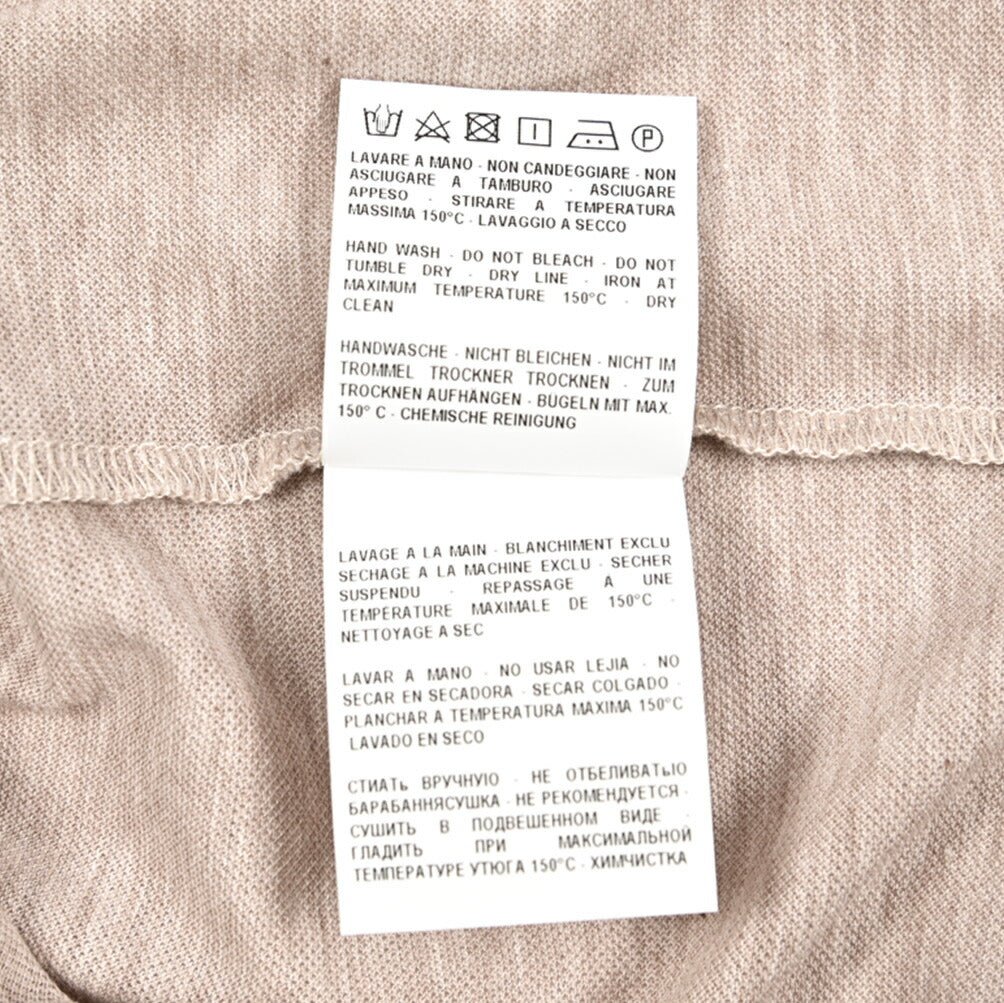 P
LAVARE A MANO - NON CANDEGGIARE - NON
ASCIUGARE A TAMBURO - ASCIUGARE
APPESO - STIRARE A TEMPERATURA
MASSIMA 150°C - LAVAGGIO A SECCO
HAND WASH - DO NOT BLEACH - DO NOT
TUMBLE DRY - DRY LINE - IRON AT
MAXIMUM TEMPERATURE 150°C - DRY
CLEAN
HANDWASCHE - NICHT BLEICHEN - NICHT IM
TROMMEL TROCKNER TROCKNEN - ZUM
TROCKNEN AUFHÄNGEN - BUGELN MIT MAX.
150° C - CHEMISCHE REINIGUNG
LAVAGE A LA MAIN - BLANCHIMENT EXCLU
SECHAGE A LA MACHINE EXCLU - SECHER
SUSPENDU - REPASSAGE A UNE
TEMPERATURE MAXIMALE DE 150°C -
NETTOYAGE A SEC
LAVAR A MANO - NO USAR LEJIA - NO
SECAR EN SECADORA - SECAR COLGADO -
PLANCHAR A TEMPERATURA MAXIMA 150°C
LAVADO EN SECO
СТИАТЬ ВРУЧНУЮ - НЕ ОТБЕЛИВАТЬЮ
БАРАБАННЯСУШКА - НЕ РЕКОМЕНДУЕТСЯ -
СУШИТЬ В ПОДВЕШЕННОМ ВИДЕ -
ГЛАДИТЬ ПРИ МАКСИМАЛЬНОЙ
ТЕМПЕРАТУРЕ УТЮГА 150°C - ХИМЧИСТКА